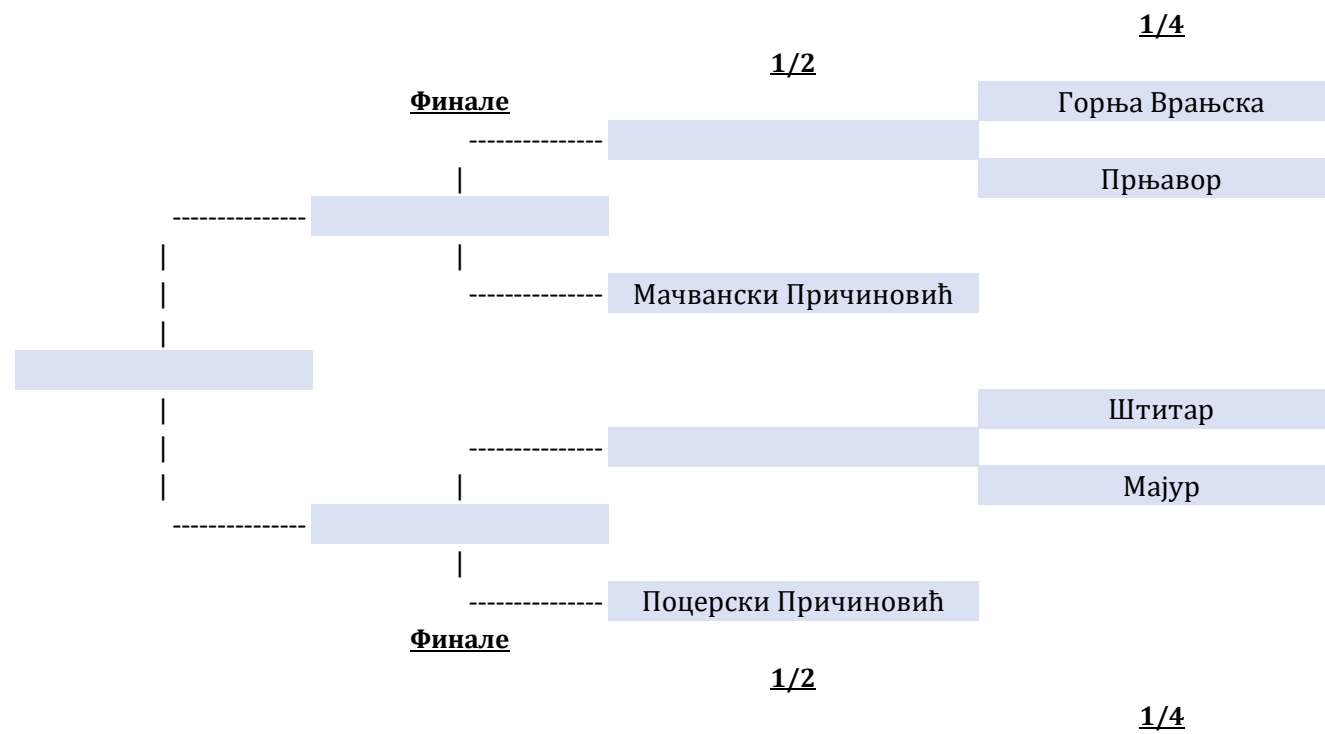 1/4
1/2
Финале
Горња Врањска
Прњавор
Мачвански Причиновић
Штитар
Мајур
Поцерски Причиновић
Финале
1/2
1/4